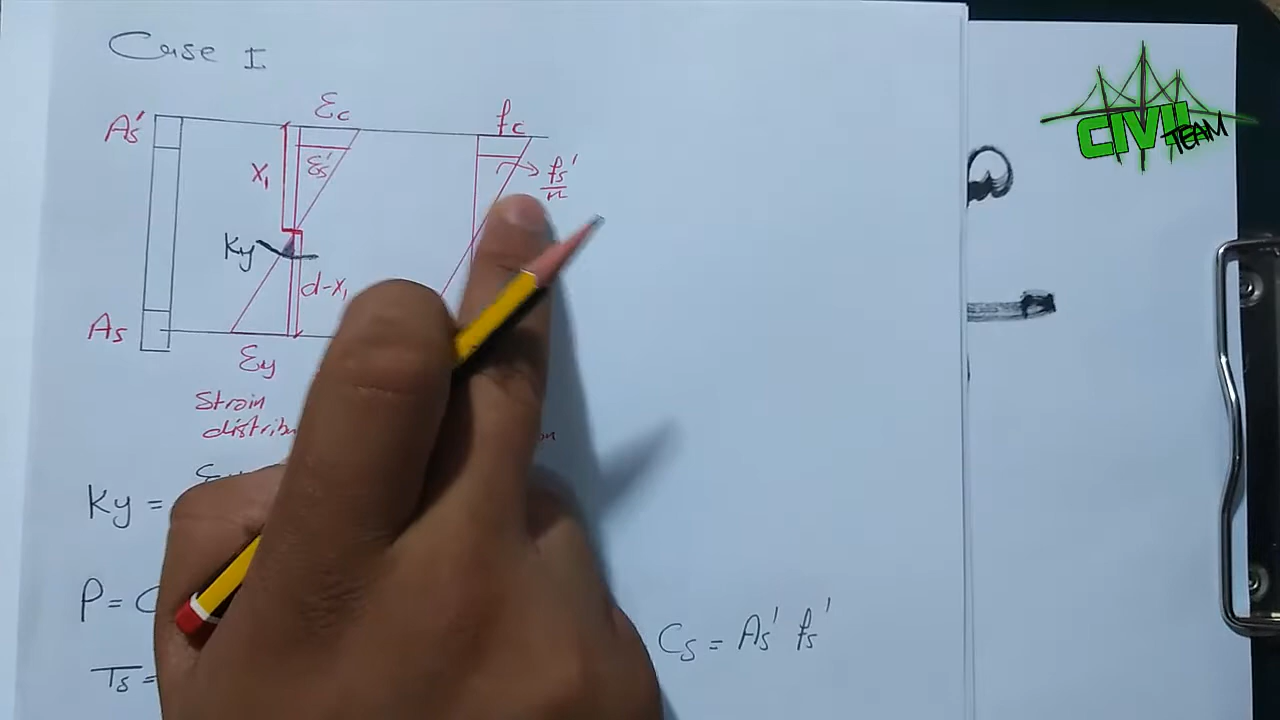 Case I
As'
εc
fc
x₁
εs'
fs'/n
Ky
d-x₁
As
εy
Strain
Ky =
P = C
Ts =
Cs = As' fs'
CIVIL
TEAM